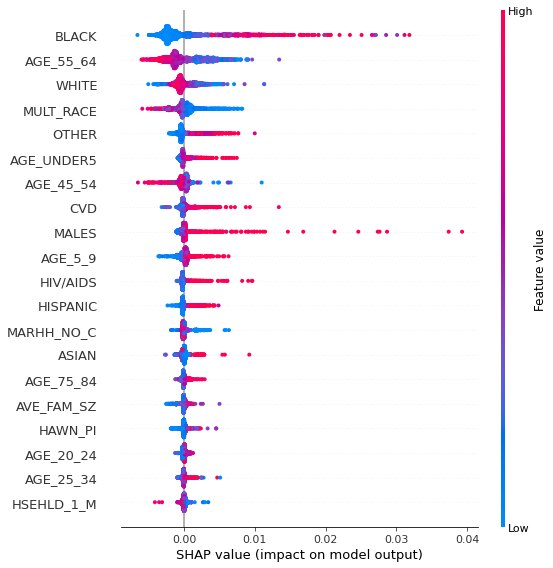 High
BLACK
AGE_55_64
WHITE
MULT_RACE
OTHER
AGE_UNDER5
AGE_45_54
CVD
MALES
AGE_5_9
HIV/AIDS
HISPANIC
MARHH_NO_C
ASIAN
AGE_75_84
AVE_FAM_SZ
HAWN_PI
AGE_20_24
AGE_25_34
HSEHLD_1_M
Feature value
Low
0.00 0.01 0.02 0.03 0.04
SHAP value (impact on model output)